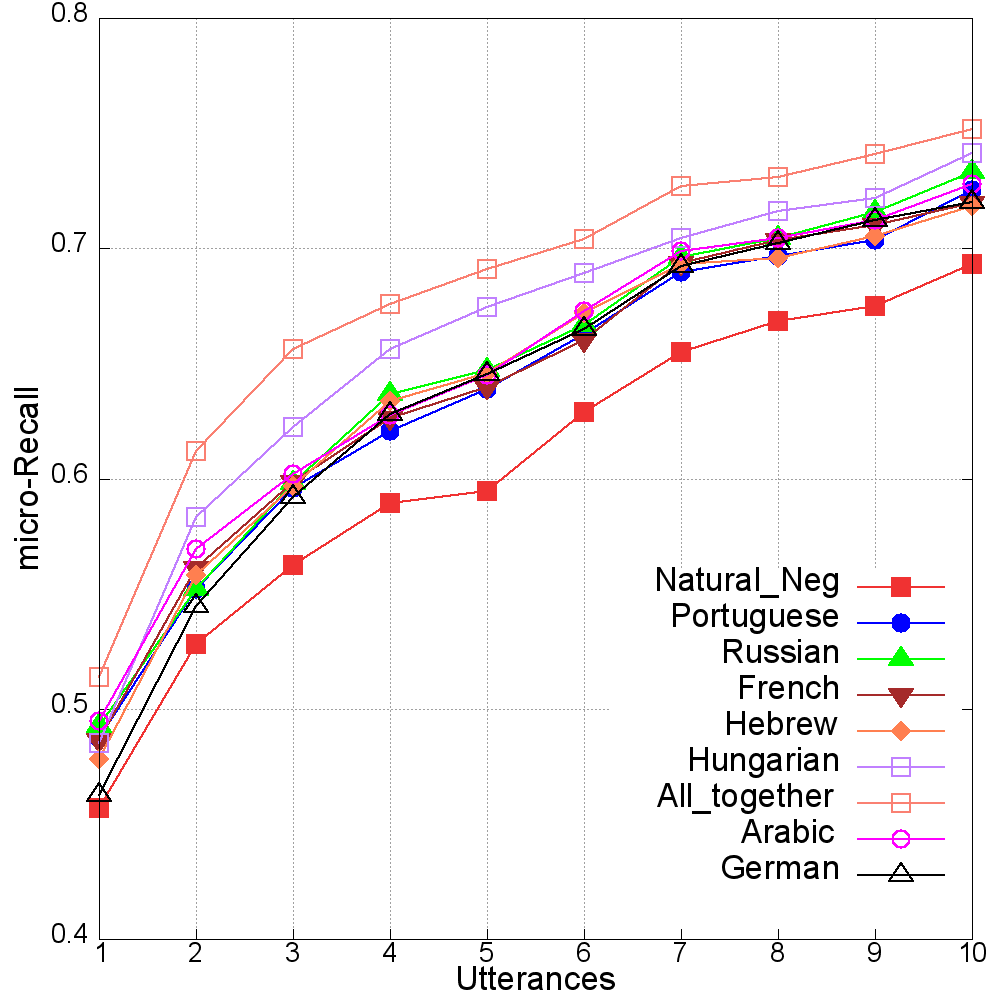 0.8
0.7
0.6
0.5
0.4
micro-Recall
Natural_Neg
Portuguese
Russian
French
Hebrew
Hungarian
All_together
Arabic
German
1 2 3 4 5 6 7 8 9 10
Utterances